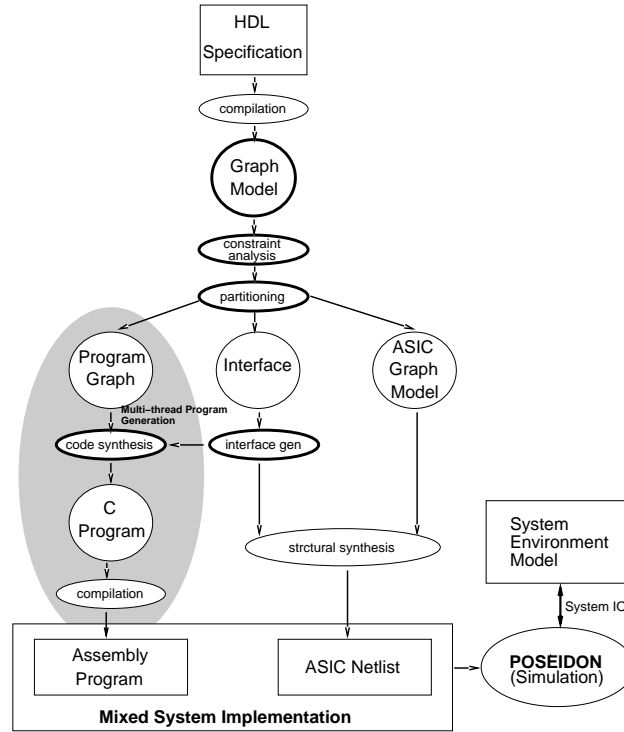 HDL
Specification
compilation
Graph
Model
constraint
analysis
partitioning
Program
Graph
Interface
ASIC
Graph
Model
Multi–thread Program
Generation
code synthesis
interface gen
C
Program
strctural synthesis
System
Environment
Model
compilation
System IO
Assembly
Program
ASIC Netlist
POSEIDON
(Simulation)
Mixed System Implementation